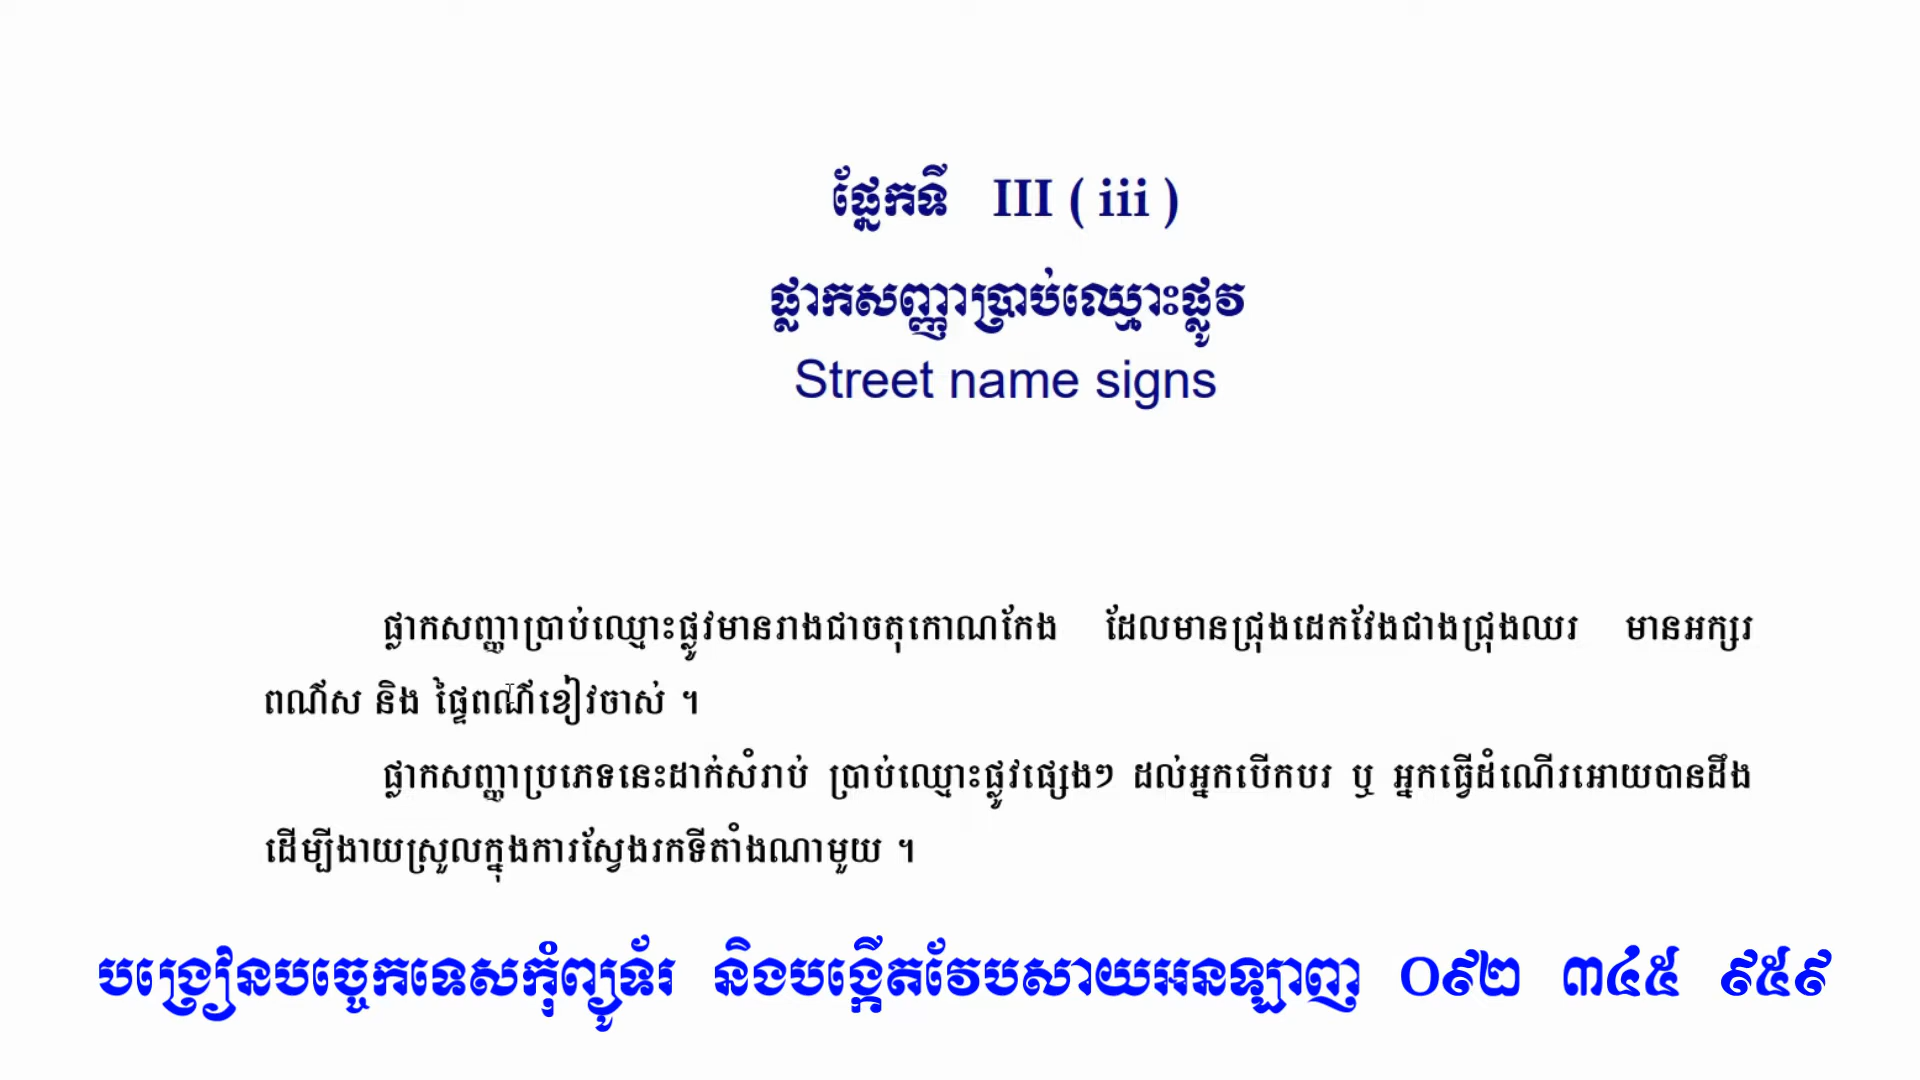 ផ្នែកទី III ( iii )
ផ្លាកសញ្ញាប្រាប់ឈ្មោះផ្លូវ
Street name signs
ផ្លាកសញ្ញាប្រាប់ឈ្មោះផ្លូវមានរាងជាចតុកោណកែង ដែលមានជ្រុងដេកវែងជាងជ្រុងឈរ មានអក្សរ
ពណ៌ស និង ផ្ទៃពណ៌ខៀវចាស់ ។
ផ្លាកសញ្ញាប្រភេទនេះដាក់សំរាប់ ប្រាប់ឈ្មោះផ្លូវផ្សេងៗ ដល់អ្នកបើកបរ ឬ អ្នកធ្វើដំណើរអោយបានដឹង
ដើម្បីងាយស្រួលក្នុងការស្វែងរកទីតាំងណាមួយ ។
បង្រៀនបច្ចេកទេសកុំព្យូទ័រ និងបង្កើតវែបសាយអនឡាញ ០៩២ ៣៤៥ ៩៥៩